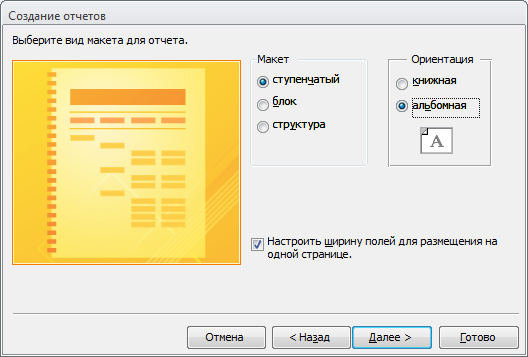 Создание отчетов
Выберите вид макета для отчета.
Макет
ступенчатый
блок
структура
Ориентация
книжная
альбомная
A
Настроить ширину полей для размещения на
одной странице.
Отмена
< Назад
Далее >
Готово